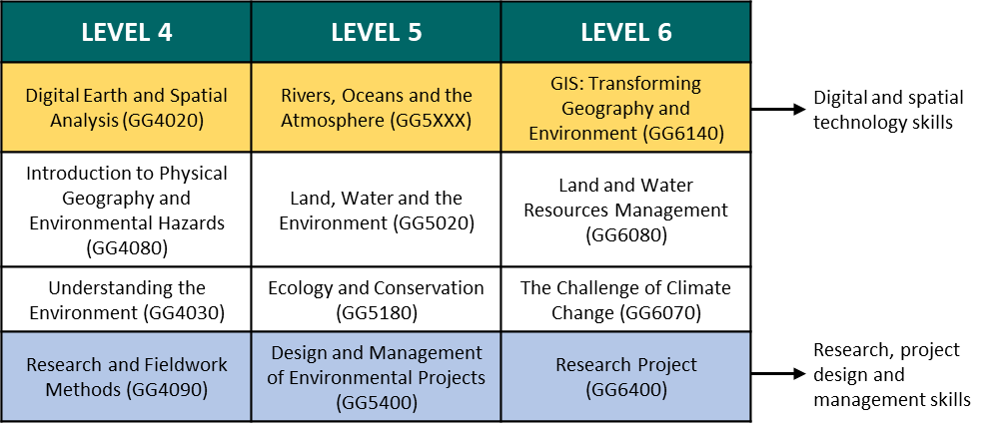 LEVEL 4
LEVEL 5
LEVEL 6
Digital Earth and Spatial
Analysis (GG4020)
Rivers, Oceans and the
Atmosphere (GG5XXX)
GIS: Transforming
Geography and
Environment (GG6140)
Digital and spatial
technology skills
Introduction to Physical
Geography and
Environmental Hazards
(GG4080)
Land, Water and the
Environment (GG5020)
Land and Water
Resources Management
(GG6080)
Understanding the
Environment (GG4030)
Ecology and Conservation
(GG5180)
The Challenge of Climate
Change (GG6070)
Research and Fieldwork
Methods (GG4090)
Design and Management
of Environmental Projects
(GG5400)
Research Project
(GG6400)
Research, project
design and
management skills